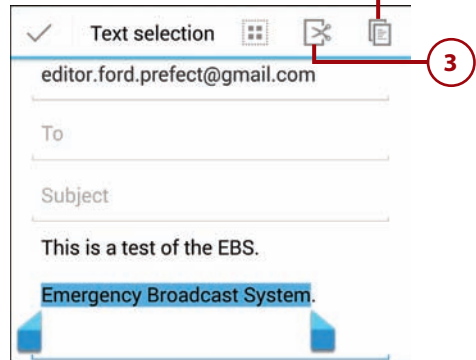 Text selection
3
editor.ford.prefect@gmail.com
To
Subject
This is a test of the EBS.
Emergency Broadcast System.